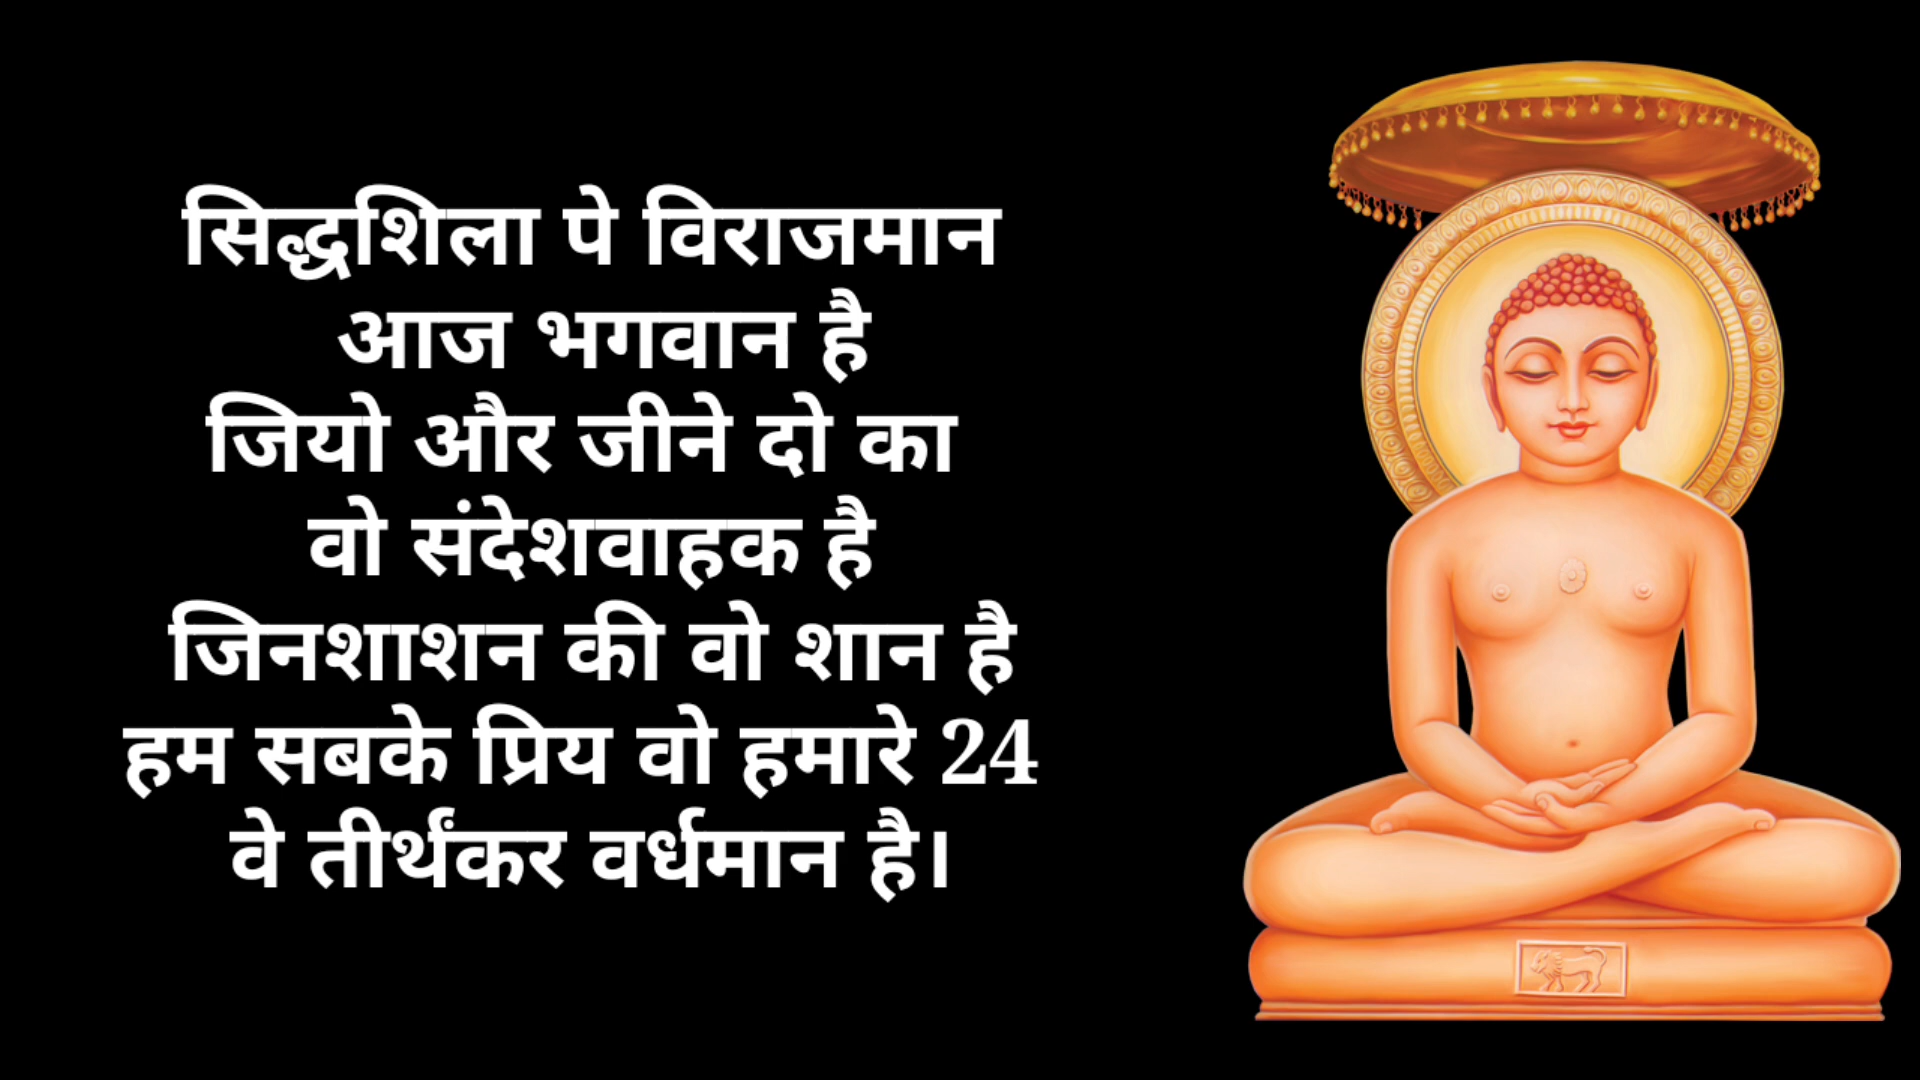 सिद्धशिला पे विराजमान
आज भगवान है
जियो और जीने दो का
वो संदेशवाहक है
जिनशाशन की वो शान है
हम सबके प्रिय वो हमारे 24
वे तीर्थंकर वर्धमान है।